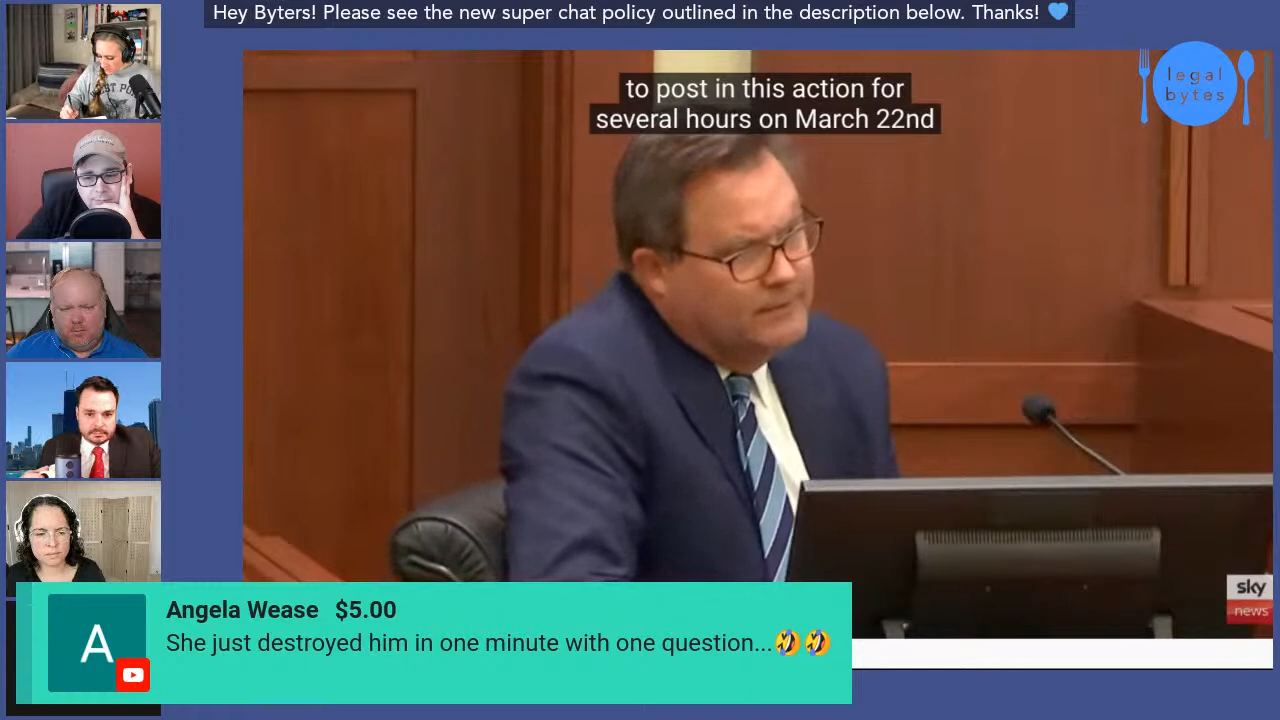 Hey Byters! Please see the new super chat policy outlined in the description below. Thanks! 💙
legal
bytes
to post in this action for
several hours on March 22nd
sky
news
A
Angela Wease $5.00
She just destroyed him in one minute with one question...🤣🤣